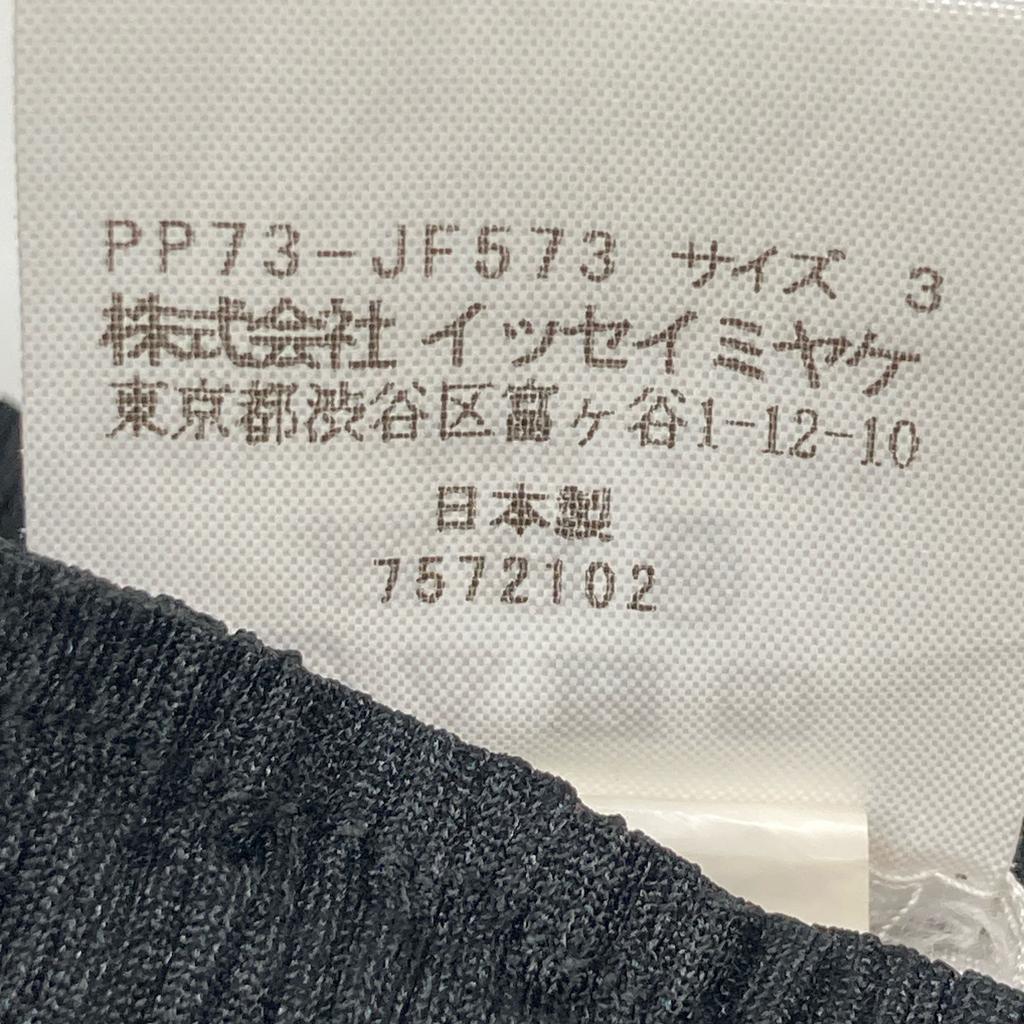 PP73-JF573 サイズ 3
株式会社 イッセイミヤケ
東京都渋谷区富ヶ谷1-12-10
日本製
7572102